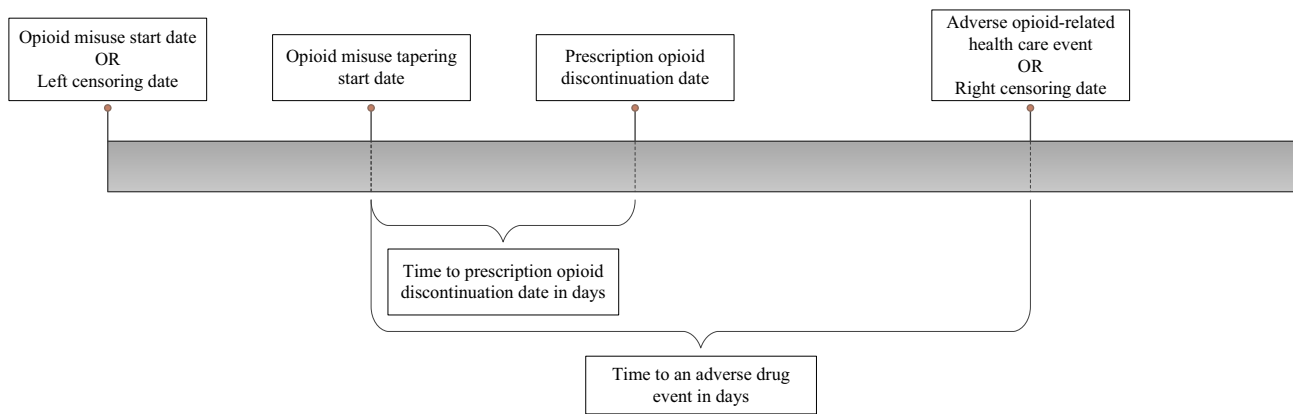 Opioid misuse start date
OR
Left censoring date
Opioid misuse tapering
start date
Prescription opioid
discontinuation date
Adverse opioid-related
health care event
OR
Right censoring date
Time to prescription opioid
discontinuation date in days
Time to an adverse drug
event in days